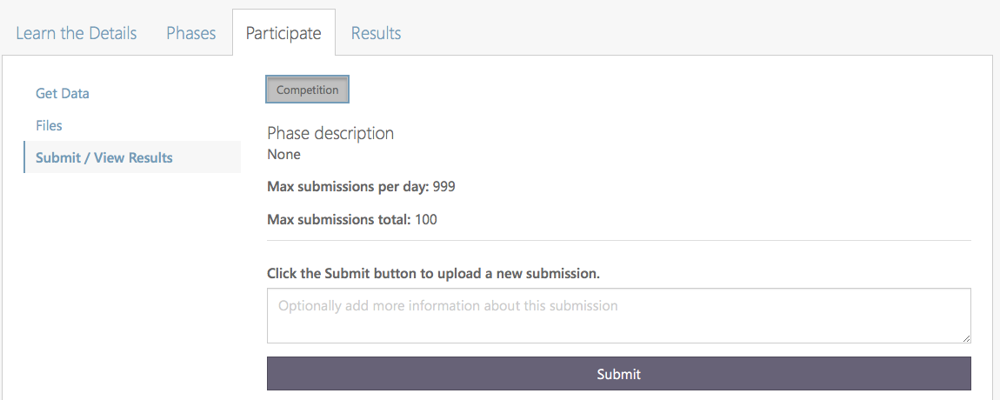 Learn the Details Phases Participate Results
Get Data
Files
Submit / View Results
Competition
Phase description
None
Max submissions per day: 999
Max submissions total: 100
Click the Submit button to upload a new submission.
Optionally add more information about this submission
Submit